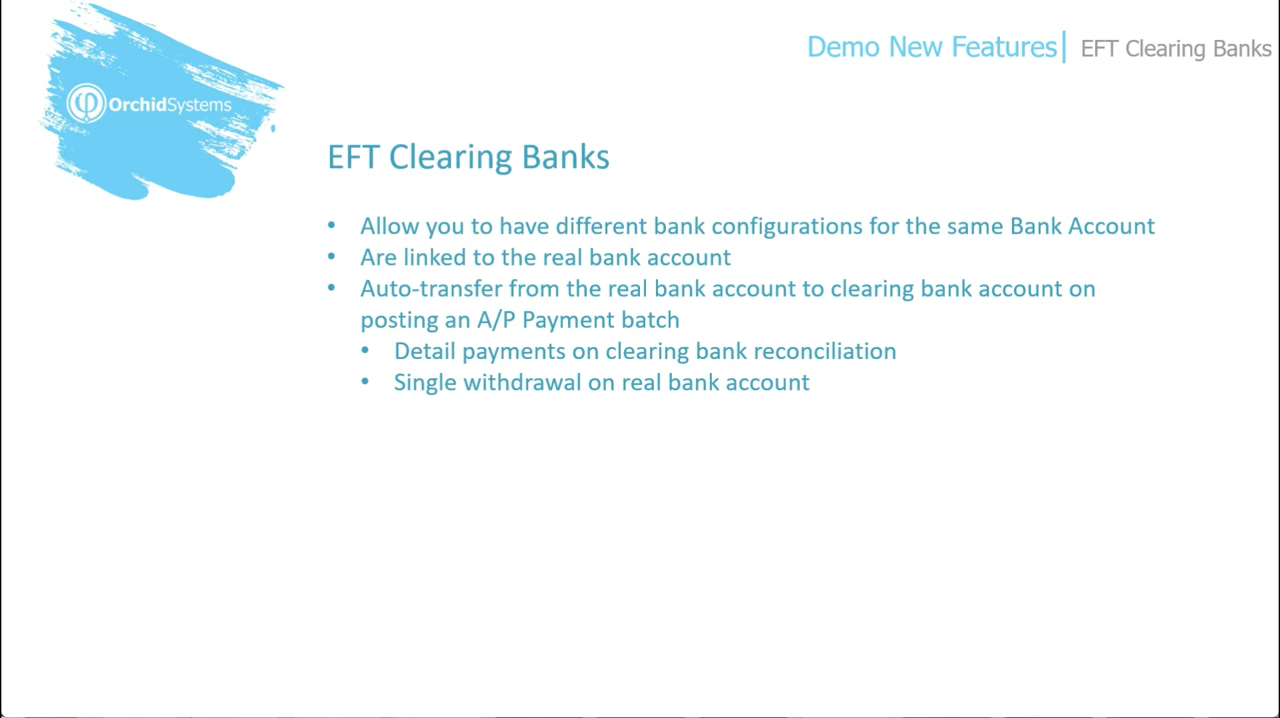 Demo New Features| EFT Clearing Banks
OrchidSystems
EFT Clearing Banks
• Allow you to have different bank configurations for the same Bank Account
• Are linked to the real bank account
• Auto-transfer from the real bank account to clearing bank account on
posting an A/P Payment batch
• Detail payments on clearing bank reconciliation
• Single withdrawal on real bank account